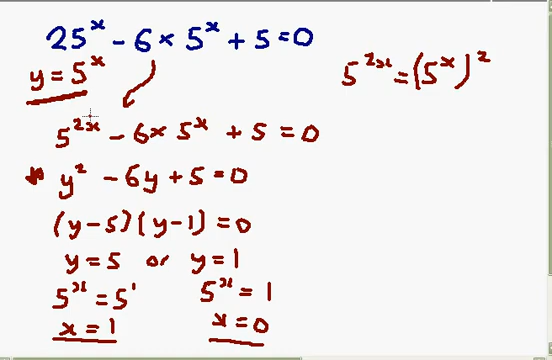 25^x - 6 × 5^x + 5 = 0
y = 5^x
5^{2x} = (5^x)^2
5^{2x} - 6 × 5^x + 5 = 0
y^2 - 6y + 5 = 0
(y-5)(y-1) = 0
y = 5 or y = 1
5^x = 5^1 5^x = 1
x = 1 x = 0